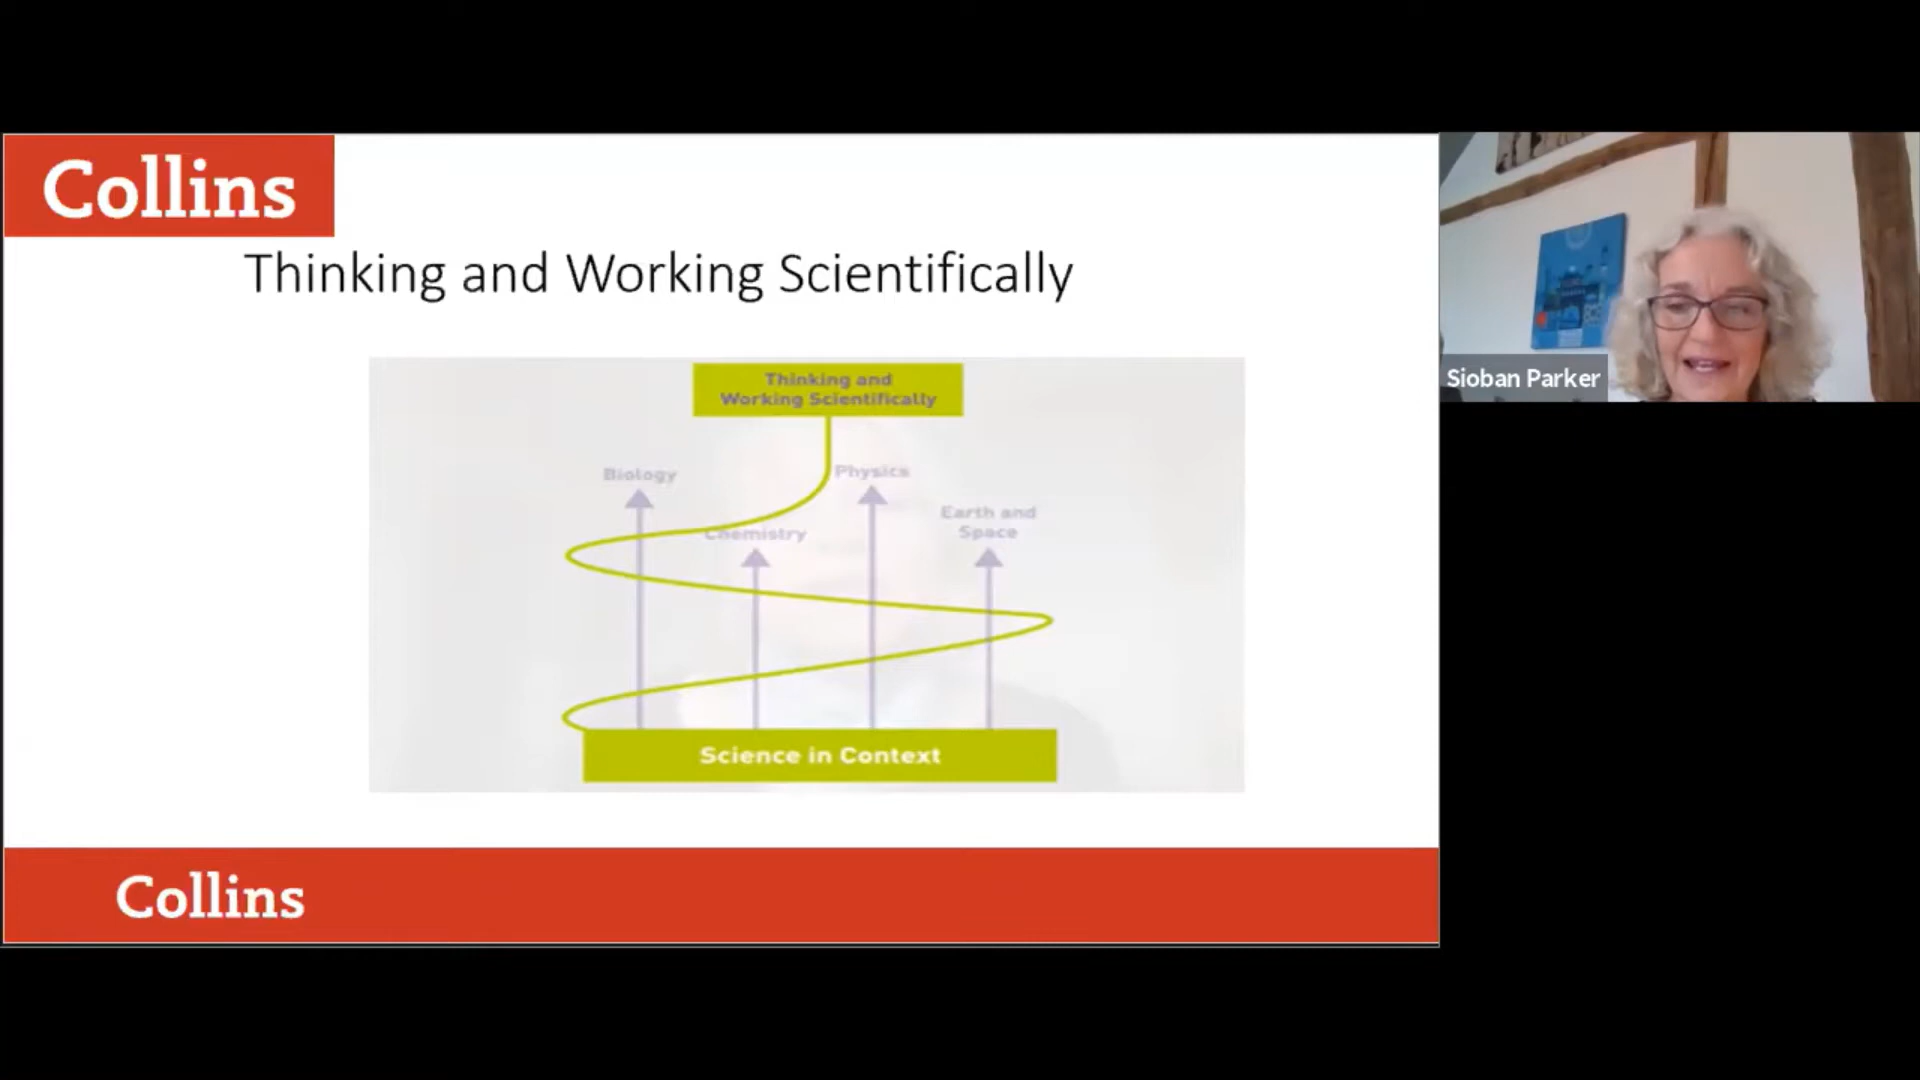 Collins
Thinking and Working Scientifically
Thinking and
Working Scientifically
Biology
Physics
Chemistry
Earth and
Space
Science in Context
Collins
Sioban Parker